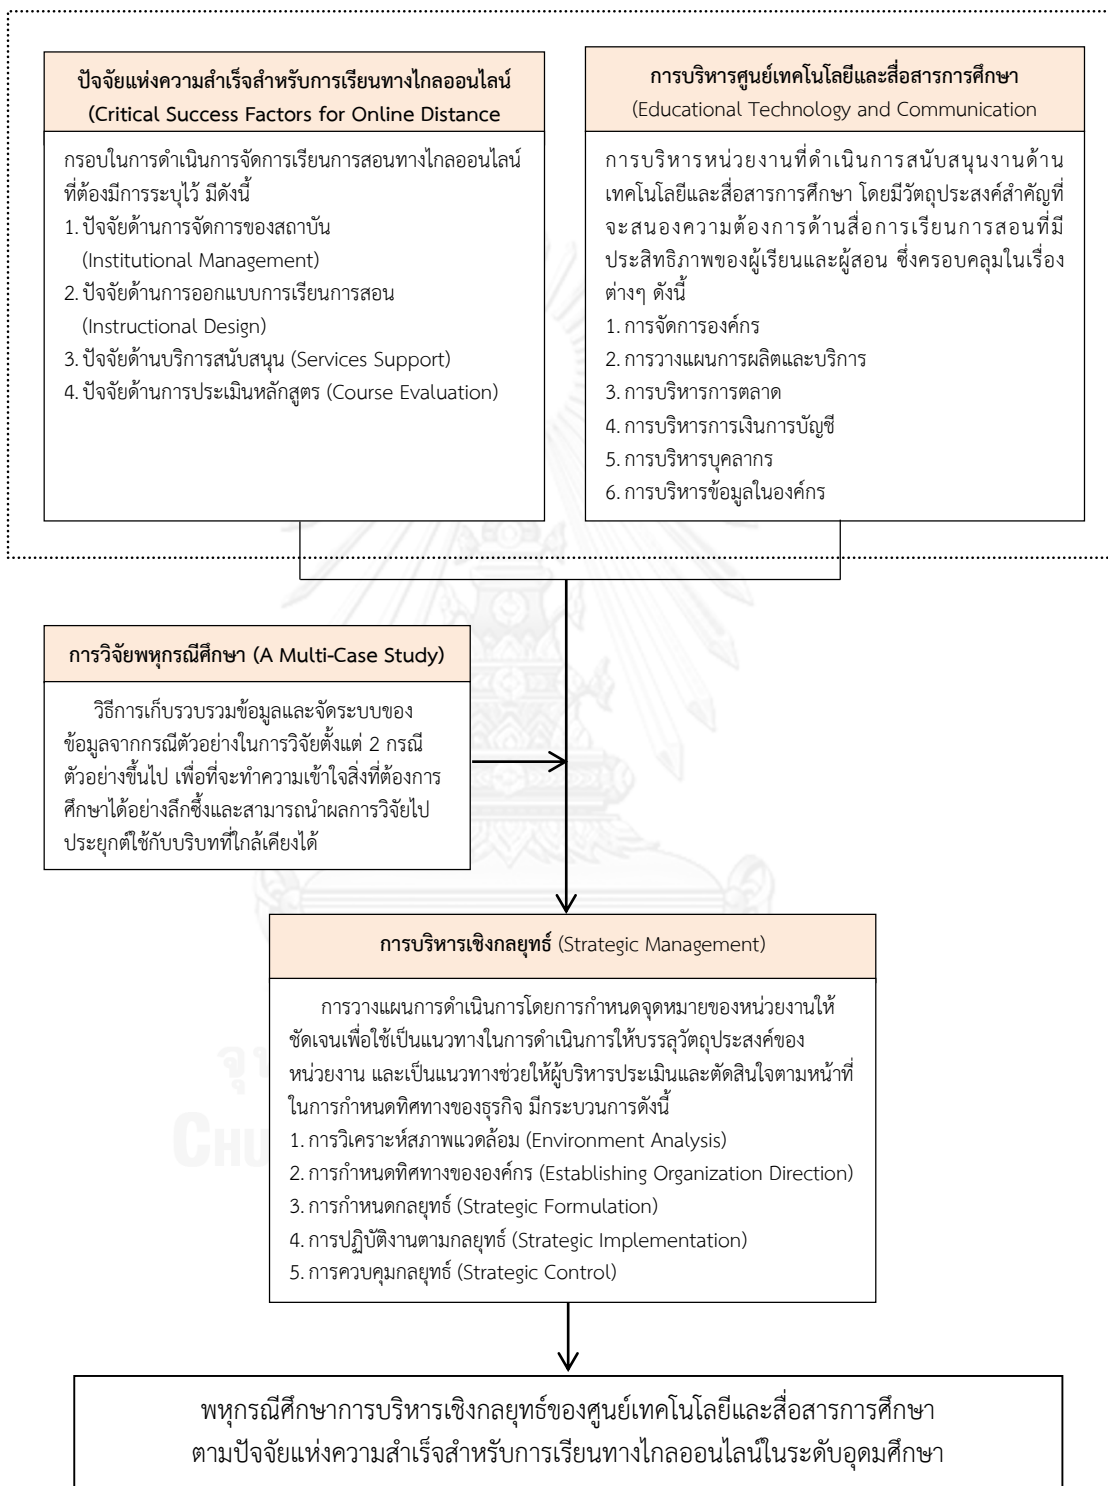 ปัจจัยแห่งความสำเร็จสำหรับการเรียนทางไกลออนไลน์
(Critical Success Factors for Online Distance
กรอบในการดำเนินการจัดการเรียนการสอนทางไกลออนไลน์
ที่ต้องมีการระบุไว้ มีดังนี้
1. ปัจจัยด้านการจัดการของสถาบัน
(Institutional Management)
2. ปัจจัยด้านการออกแบบการเรียนการสอน
(Instructional Design)
3. ปัจจัยด้านบริการสนับสนุน (Services Support)
4. ปัจจัยด้านการประเมินหลักสูตร (Course Evaluation)
การบริหารศูนย์เทคโนโลยีและสื่อสารการศึกษา
(Educational Technology and Communication
การบริหารหน่วยงานที่ดำเนินการสนับสนุนงานด้าน
เทคโนโลยีและสื่อสารการศึกษา โดยมีวัตถุประสงค์สำคัญที่
จะสนองความต้องการด้านสื่อการเรียนการสอนที่มี
ประสิทธิภาพของผู้เรียนและผู้สอน ซึ่งครอบคลุมในเรื่อง
ต่างๆ ดังนี้
1. การจัดการองค์กร
2. การวางแผนการผลิตและบริการ
3. การบริหารการตลาด
4. การบริหารการเงินการบัญชี
5. การบริหารบุคลากร
6. การบริหารข้อมูลในองค์กร
การวิจัยพหุกรณีศึกษา (A Multi-Case Study)
วิธีการเก็บรวบรวมข้อมูลและจัดระบบของ
ข้อมูลจากกรณีตัวอย่างในการวิจัยตั้งแต่ 2 กรณี
ตัวอย่างขึ้นไป เพื่อที่จะทำความเข้าใจสิ่งที่ต้องการ
ศึกษาได้อย่างลึกซึ้งและสามารถนำผลการวิจัยไป
ประยุกต์ใช้กับบริบทที่ใกล้เคียงได้
การบริหารเชิงกลยุทธ์ (Strategic Management)
การวางแผนการดำเนินการโดยการกำหนดจุดหมายของหน่วยงานให้
ชัดเจนเพื่อใช้เป็นแนวทางในการดำเนินการให้บรรลุวัตถุประสงค์ของ
หน่วยงาน และเป็นแนวทางช่วยให้ผู้บริหารประเมินและตัดสินใจตามหน้าที่
ในการกำหนดทิศทางของธุรกิจ มีกระบวนการดังนี้
1. การวิเคราะห์สภาพแวดล้อม (Environment Analysis)
2. การกำหนดทิศทางขององค์กร (Establishing Organization Direction)
3. การกำหนดกลยุทธ์ (Strategic Formulation)
4. การปฏิบัติงานตามกลยุทธ์ (Strategic Implementation)
5. การควบคุมกลยุทธ์ (Strategic Control)
พหุกรณีศึกษาการบริหารเชิงกลยุทธ์ของศูนย์เทคโนโลยีและสื่อสารการศึกษา
ตามปัจจัยแห่งความสำเร็จสำหรับการเรียนทางไกลออนไลน์ในระดับอุดมศึกษา